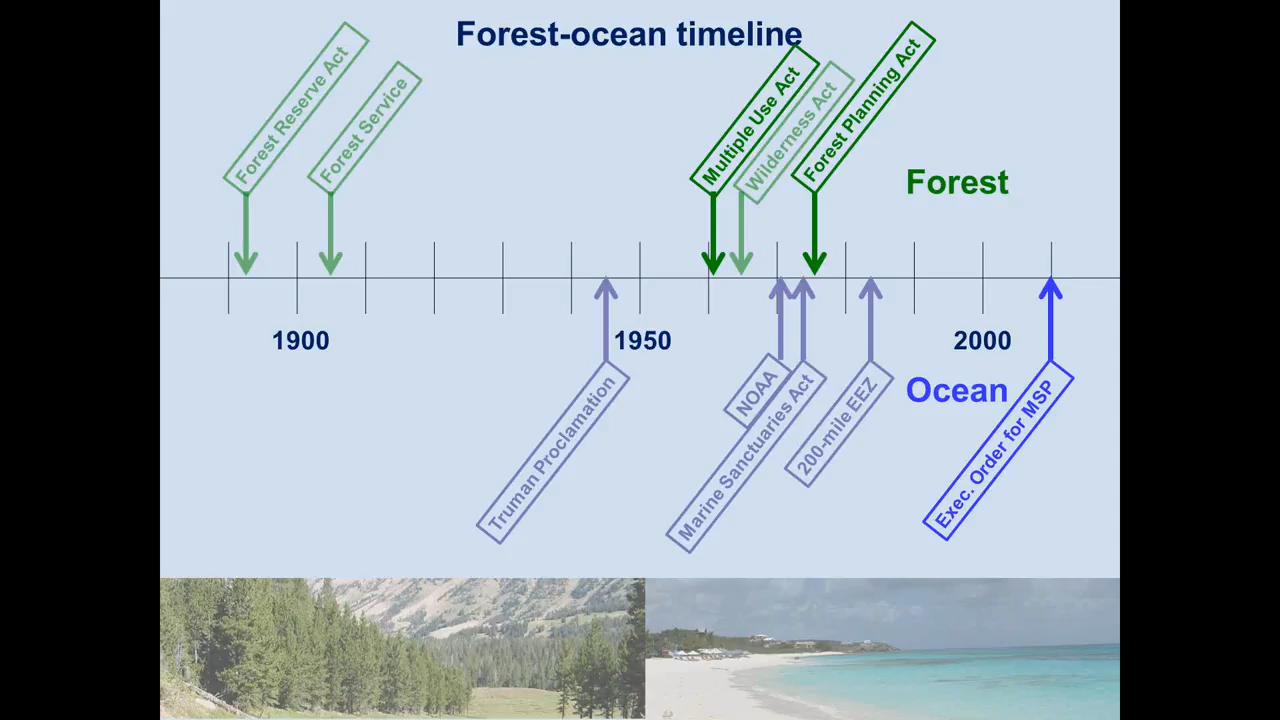 Forest-ocean timeline
Forest Reserve Act
Forest Service
Multiple Use Act
Wilderness Act
Forest Planning Act
Forest
1900
1950
2000
Truman Proclamation
NOAA
Marine Sanctuaries Act
200-mile EEZ
Ocean
Exec. Order for MSP